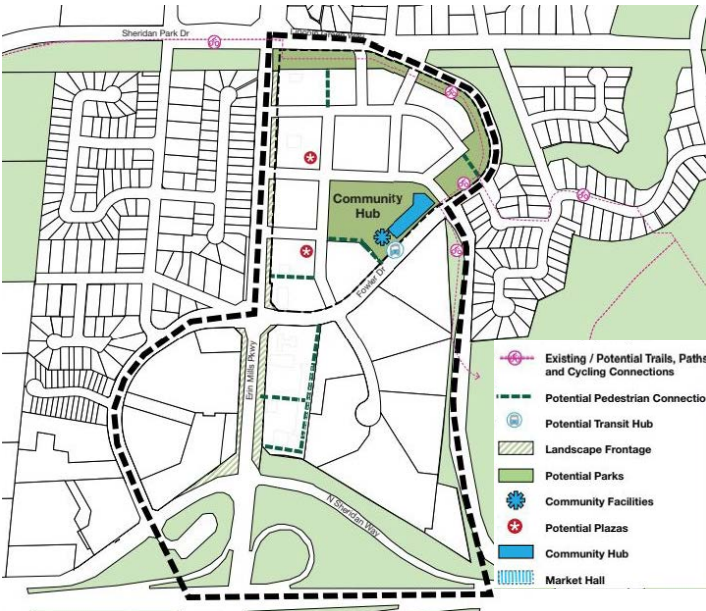 Sheridan Park Dr
Community
Hub
Fowler Dr
Erin Mills Pkwy
N Sheridan Way
Existing / Potential Trails, Paths
and Cycling Connections
Potential Pedestrian Connectio
Potential Transit Hub
Landscape Frontage
Potential Parks
Community Facilities
Potential Plazas
Community Hub
Market Hall